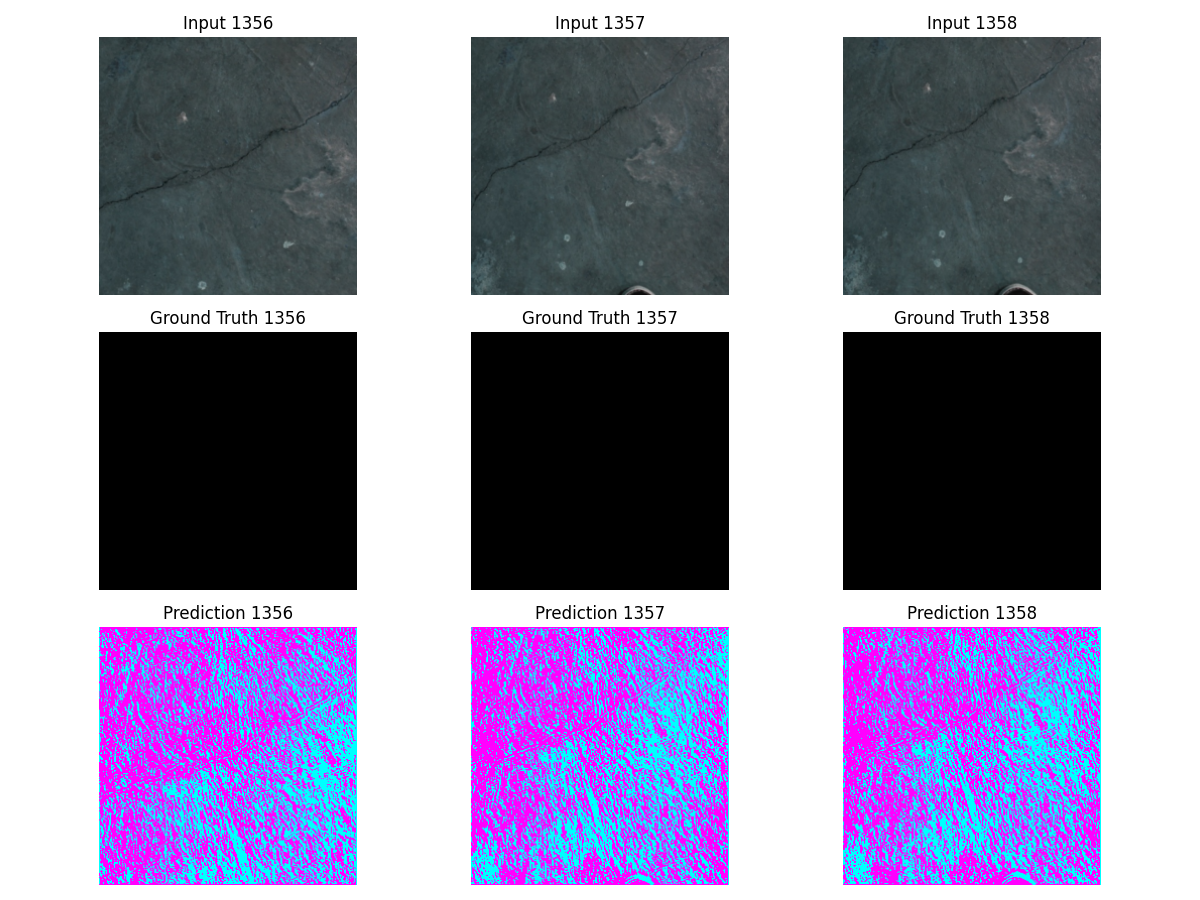 Input 1356
Input 1357
Input 1358
Ground Truth 1356
Ground Truth 1357
Ground Truth 1358
Prediction 1356
Prediction 1357
Prediction 1358